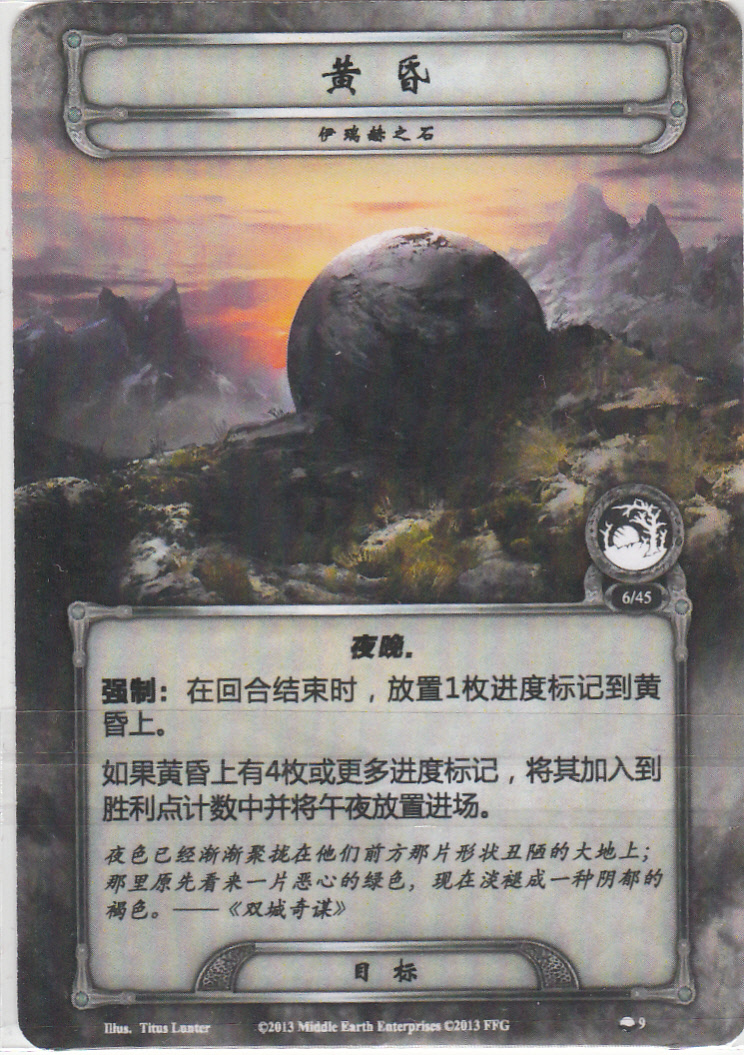 黄昏
伊瑞赫之石
6/45
夜晚.
强制：在回合结束时，放置1枚进度标记到黄
昏上。
如果黄昏上有4枚或更多进度标记，将其加入到
胜利点计数中并将午夜放置进场。
夜色已经渐渐聚拢在他们前方那片形状丑陋的大地上；
那里原先看来一片恶心的绿色，现在淡褪成一种阴郁的
褐色。——《双城奇谋》
目标
Illus. Titus Lunter ©2013 Middle Earth Enterprises ©2013 FFG 9